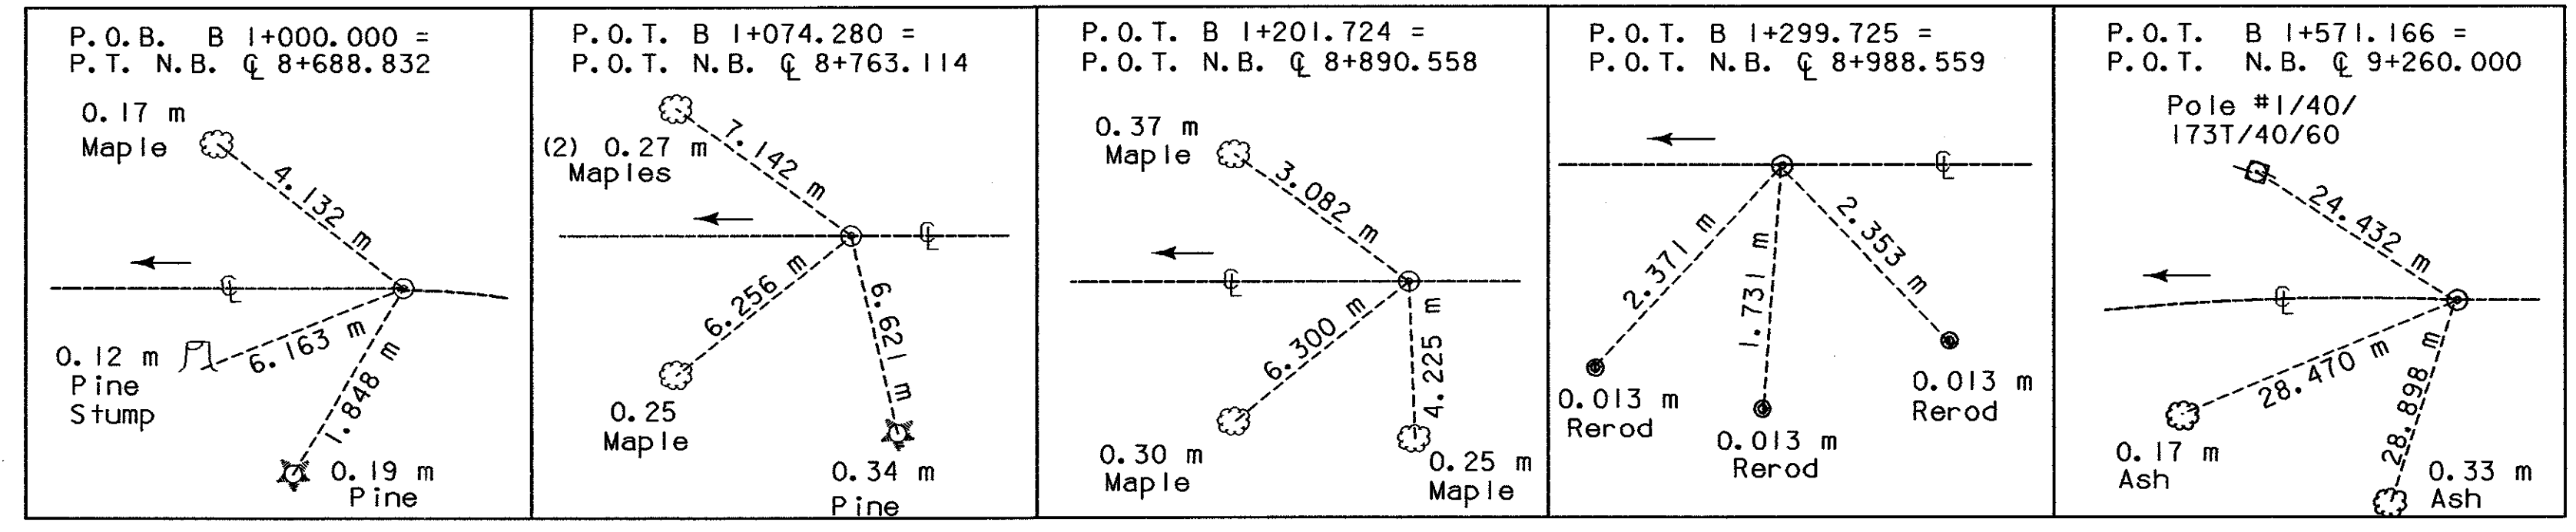 P.O.B. B 1+000.000 =
P.T. N.B. ℄ 8+688.832
0.17 m
Maple
4.132 m
℄
6.163 m
0.12 m
Pine
Stump
1.848 m
0.19 m
Pine
P.O.T. B 1+074.280 =
P.O.T. N.B. ℄ 8+763.114
7.142 m
(2) 0.27 m
Maples
℄
6.256 m
6.621 m
0.25
Maple
0.34 m
Pine
P.O.T. B 1+201.724 =
P.O.T. N.B. ℄ 8+890.558
0.37 m
Maple
3.082 m
℄
6.300 m
4.225 m
0.30 m
Maple
0.25 m
Maple
P.O.T. B 1+299.725 =
P.O.T. N.B. ℄ 8+988.559
℄
2.371 m
1.731 m
2.353 m
0.013 m
Rerod
0.013 m
Rerod
0.013 m
Rerod
P.O.T. B 1+571.166 =
P.O.T. N.B. ℄ 9+260.000
Pole #1/40/
173T/40/60
24.432 m
℄
28.470 m
28.898 m
0.17 m
Ash
0.33 m
Ash